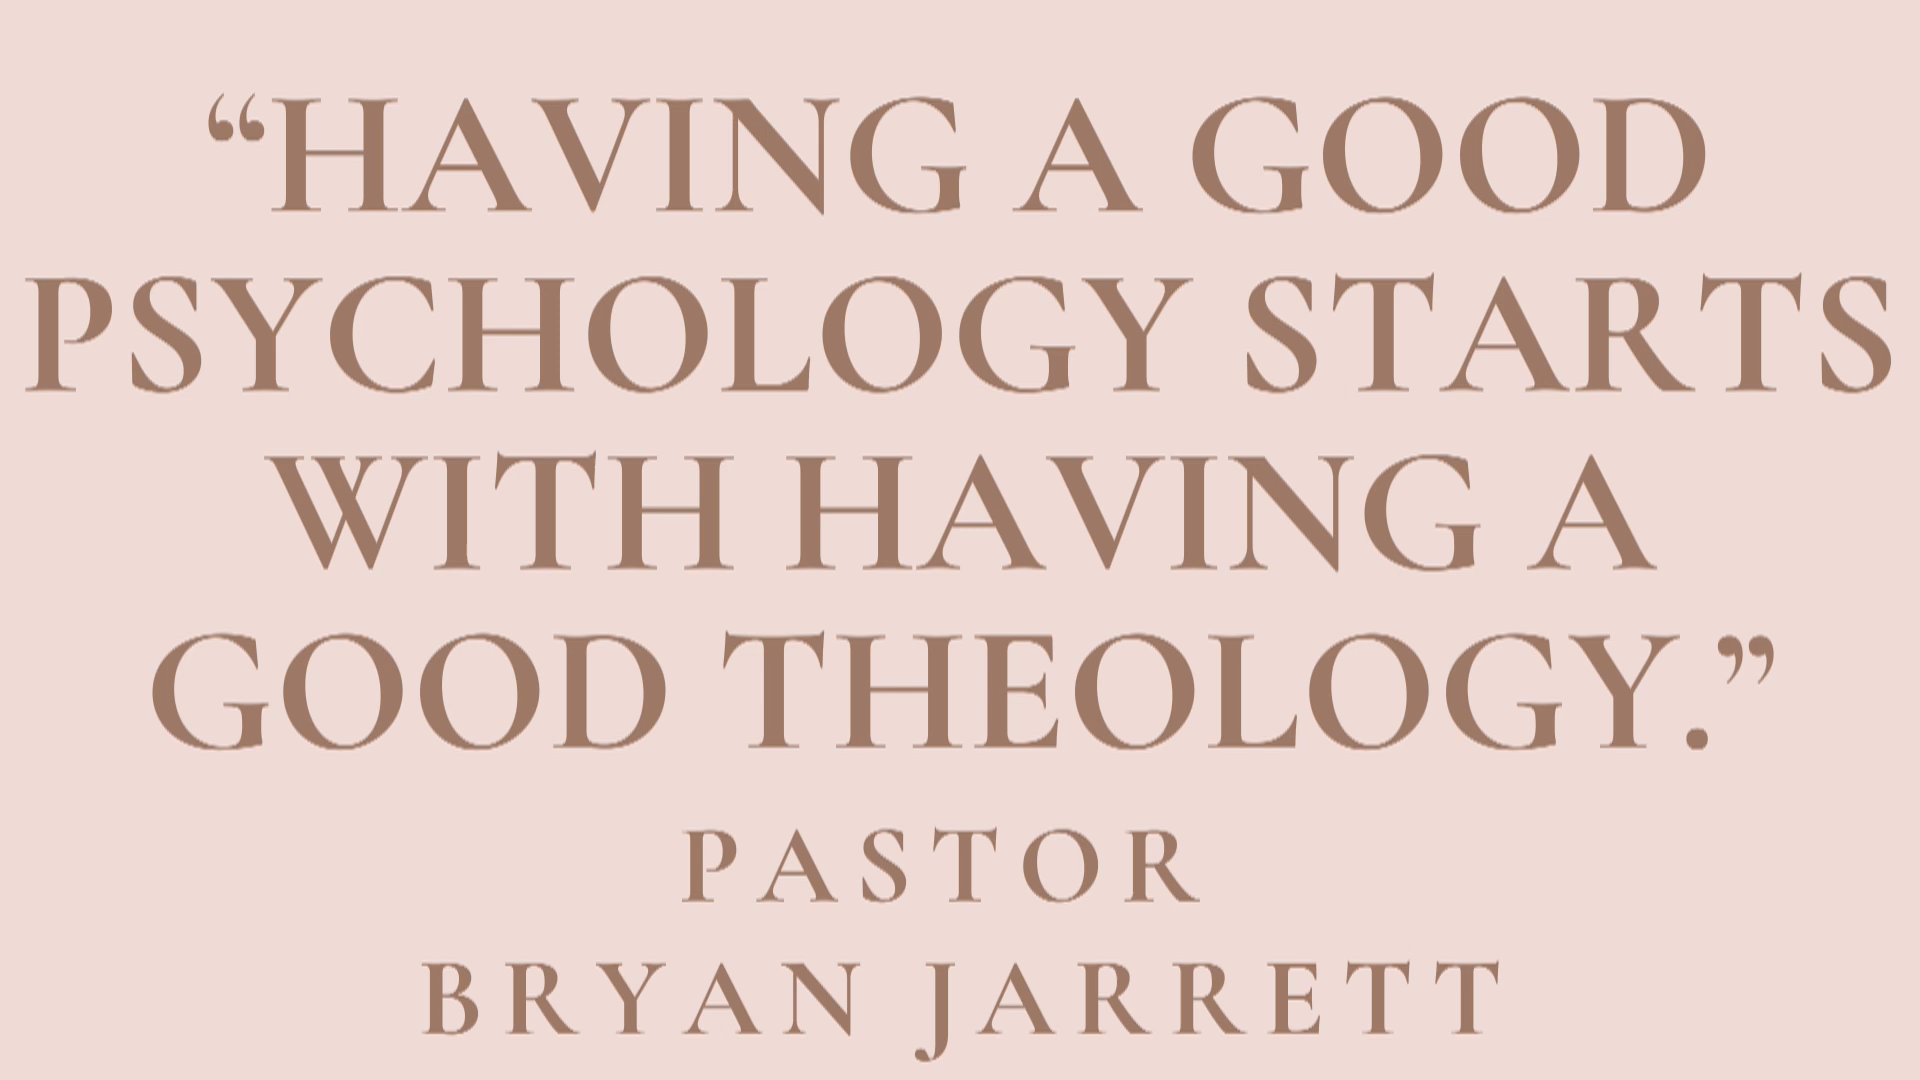 “HAVING A GOOD
PSYCHOLOGY STARTS
WITH HAVING A
GOOD THEOLOGY.”
PASTOR
BRYAN JARRETT